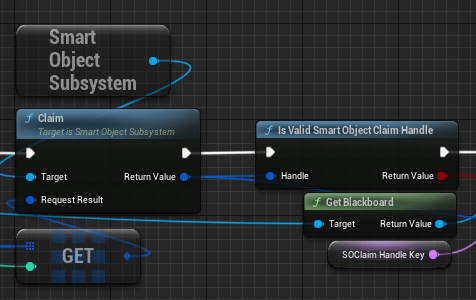 Smart
Object
Subsystem
f Claim
Target is Smart Object Subsystem
Target
Return Value
Request Result
GET
f Is Valid Smart Object Claim Handle
Handle
Return Value
f Get Blackboard
Target
Return Value
SOClaim Handle Key